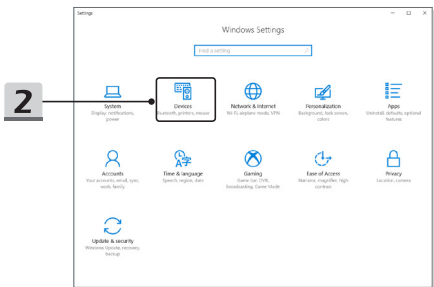 Settings
Windows Settings
Find a setting
2
System
Display, notifications,
power
Devices
Bluetooth, printers, mouse
Network & Internet
Wi-Fi, airplane mode, VPN
Personalization
Background, lock screen,
colors
Apps
Uninstall, defaults, optional
features
Accounts
Your accounts, email, sync,
work, family
Time & language
Speech, region, date
Gaming
Game bar, DVR,
broadcasting, Game Mode
Ease of Access
Narrator, magnifier, high
contrast
Privacy
Location, camera
Update & security
Windows Update, recovery,
backup